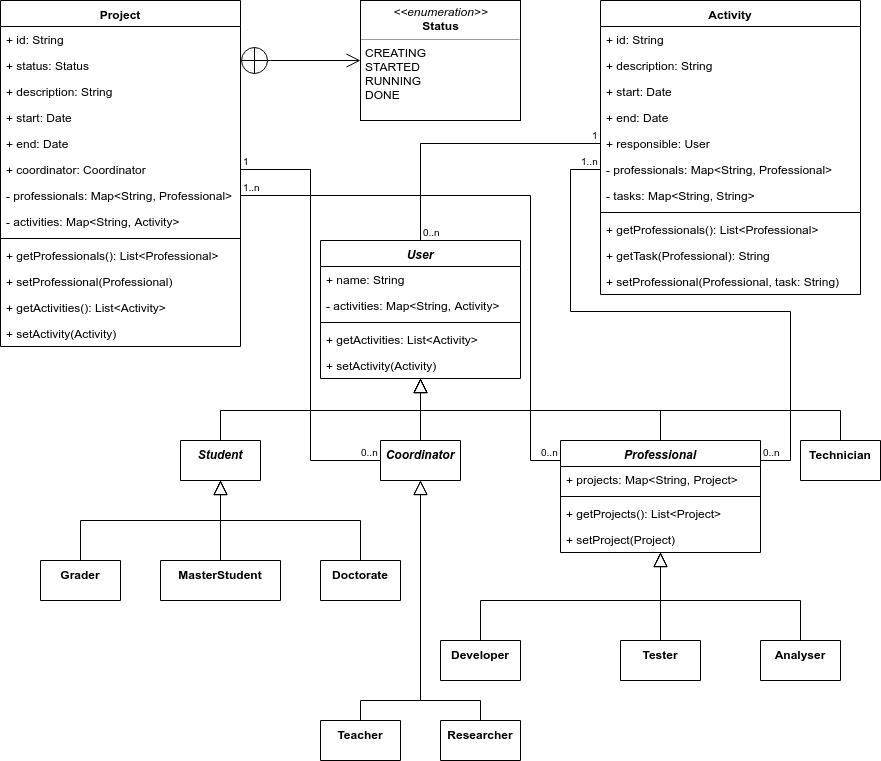 Project
+ id: String
+ status: Status
+ description: String
+ start: Date
+ end: Date
+ coordinator: Coordinator
- professionals: Map<String, Professional>
- activities: Map<String, Activity>
+ getProfessionals(): List<Professional>
+ setProfessional(Professional)
+ getActivities(): List<Activity>
+ setActivity(Activity)
<<enumeration>>
Status
CREATING
STARTED
RUNNING
DONE
Activity
+ id: String
+ description: String
+ start: Date
+ end: Date
+ responsible: User
- professionals: Map<String, Professional>
- tasks: Map<String, String>
+ getProfessionals(): List<Professional>
+ getTask(Professional): String
+ setProfessional(Professional, task: String)
1
1..n
1
1..n
0..n
User
+ name: String
- activities: Map<String, Activity>
+ getActivities: List<Activity>
+ setActivity(Activity)
Student
0..n
Coordinator
0..n
Professional
+ projects: Map<String, Project>
+ getProjects(): List<Project>
+ setProject(Project)
0..n
Technician
Grader
MasterStudent
Doctorate
Developer
Tester
Analyser
Teacher
Researcher